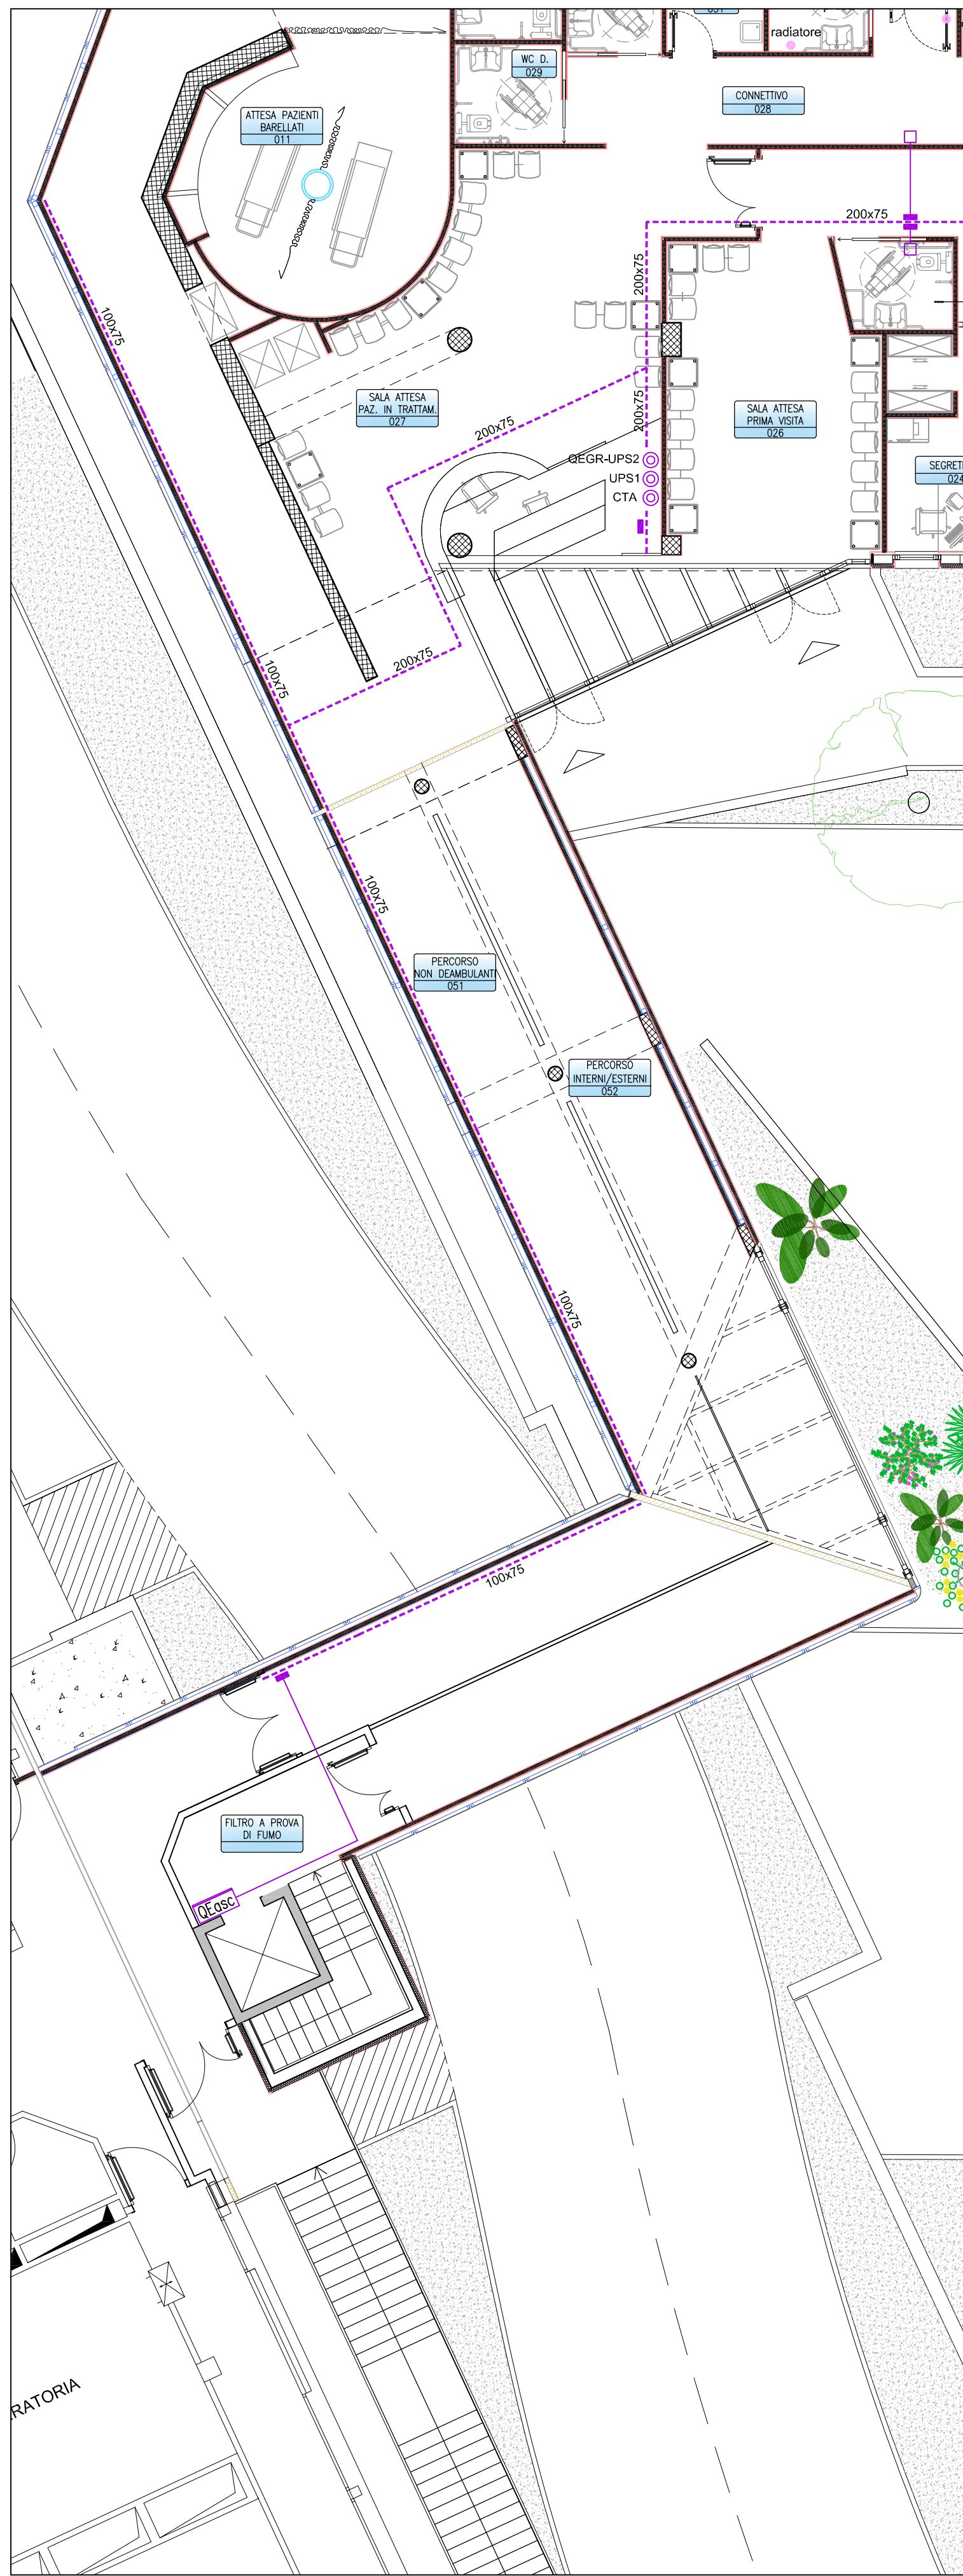 radiatore
WC D.
029
CONNETTIVO
028
ATTESA PAZIENTI
BARELLATI
011
200x75
200x75
100x75
SALA ATTESA
PAZ. IN TRATTAM.
027
200x75
200x75
SALA ATTESA
PRIMA VISITA
026
QEGR-UPS2
UPS1
CTA
SEGRETE
024
200x75
100x75
100x75
PERCORSO
NON DEAMBULANTI
051
PERCORSO
INTERNI/ESTERNI
052
100x75
100x75
FILTRO A PROVA
DI FUMO
QEasc
RATORIA